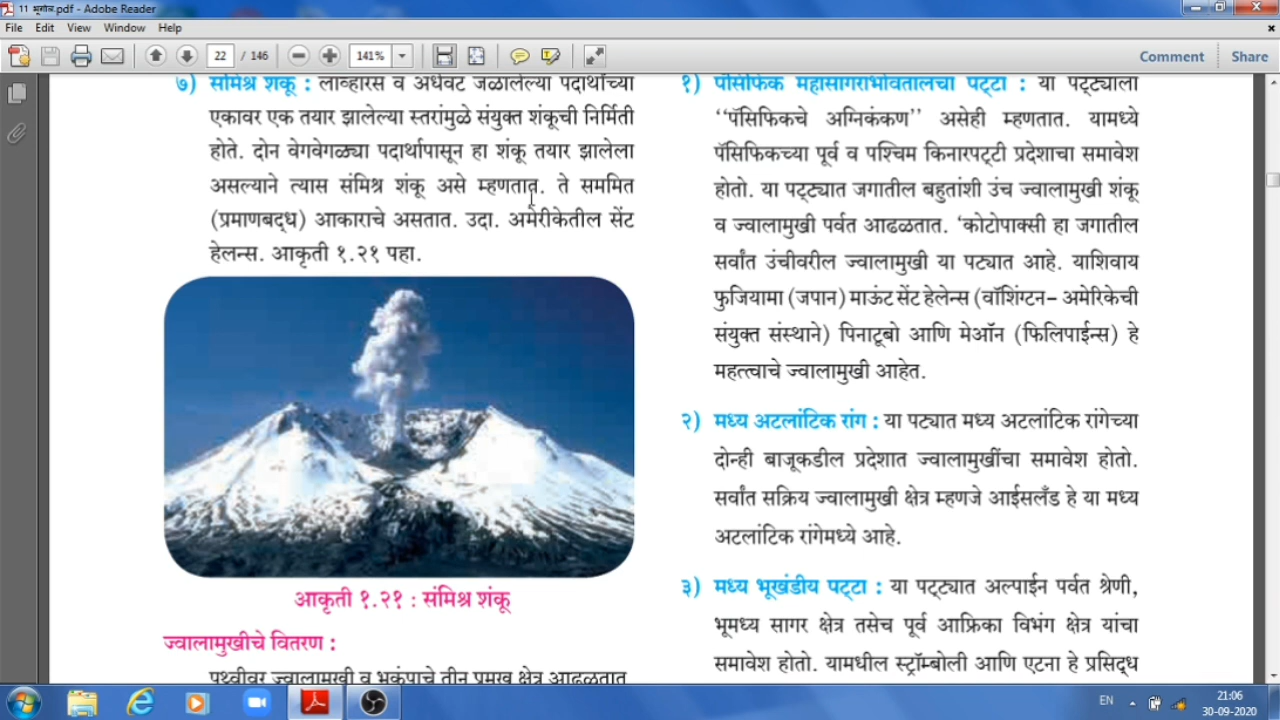 11 भूगोल.pdf - Adobe Reader
File Edit View Window Help
22 / 146 141% Comment Share
७) संमिश्र शंकू : लाव्हारस व अर्धवट जळालेल्या पदार्थांच्या
एकावर एक तयार झालेल्या स्तरांमुळे संयुक्त शंकूची निर्मिती
होते. दोन वेगवेगळ्या पदार्थापासून हा शंकू तयार झालेला
असल्याने त्यास संमिश्र शंकू असे म्हणतात. ते सममित
(प्रमाणबद्ध) आकाराचे असतात. उदा. अमेरीकेतील सेंट
हेलन्स. आकृती १.२१ पहा.
आकृती १.२१ : संमिश्र शंकू
ज्वालामुखीचे वितरण :
पृथ्वीवर ज्वालामुखी व भूकंपाचे तीन प्रमुख क्षेत्र आढळतात
१) पॅसिफिक महासागराभोवतालचा पट्टा : या पट्ट्याला
‘‘पॅसिफिकचे अग्निकंकण’’ असेही म्हणतात. यामध्ये
पॅसिफिकच्या पूर्व व पश्चिम किनारपट्टी प्रदेशाचा समावेश
होतो. या पट्ट्यात जगातील बहुतांशी उंच ज्वालामुखी शंकू
व ज्वालामुखी पर्वत आढळतात. ‘कोटोपाक्सी हा जगातील
सर्वांत उंचीवरील ज्वालामुखी या पट्यात आहे. याशिवाय
फुजियामा (जपान) माऊंट सेंट हेलेन्स (वॉशिंग्टन– अमेरिकेची
संयुक्त संस्थाने) पिनाटूबो आणि मेऑन (फिलिपाईन्स) हे
महत्त्वाचे ज्वालामुखी आहेत.
२) मध्य अटलांटिक रांग : या पट्यात मध्य अटलांटिक रांगेच्या
दोन्ही बाजूकडील प्रदेशात ज्वालामुखींचा समावेश होतो.
सर्वांत सक्रिय ज्वालामुखी क्षेत्र म्हणजे आईसलँड हे या मध्य
अटलांटिक रांगेमध्ये आहे.
३) मध्य भूखंडीय पट्टा : या पट्ट्यात अल्पाईन पर्वत श्रेणी,
भूमध्य सागर क्षेत्र तसेच पूर्व आफ्रिका विभंग क्षेत्र यांचा
समावेश होतो. यामधील स्ट्रॉम्बोली आणि एटना हे प्रसिद्ध
EN 21:06
30-09-2020